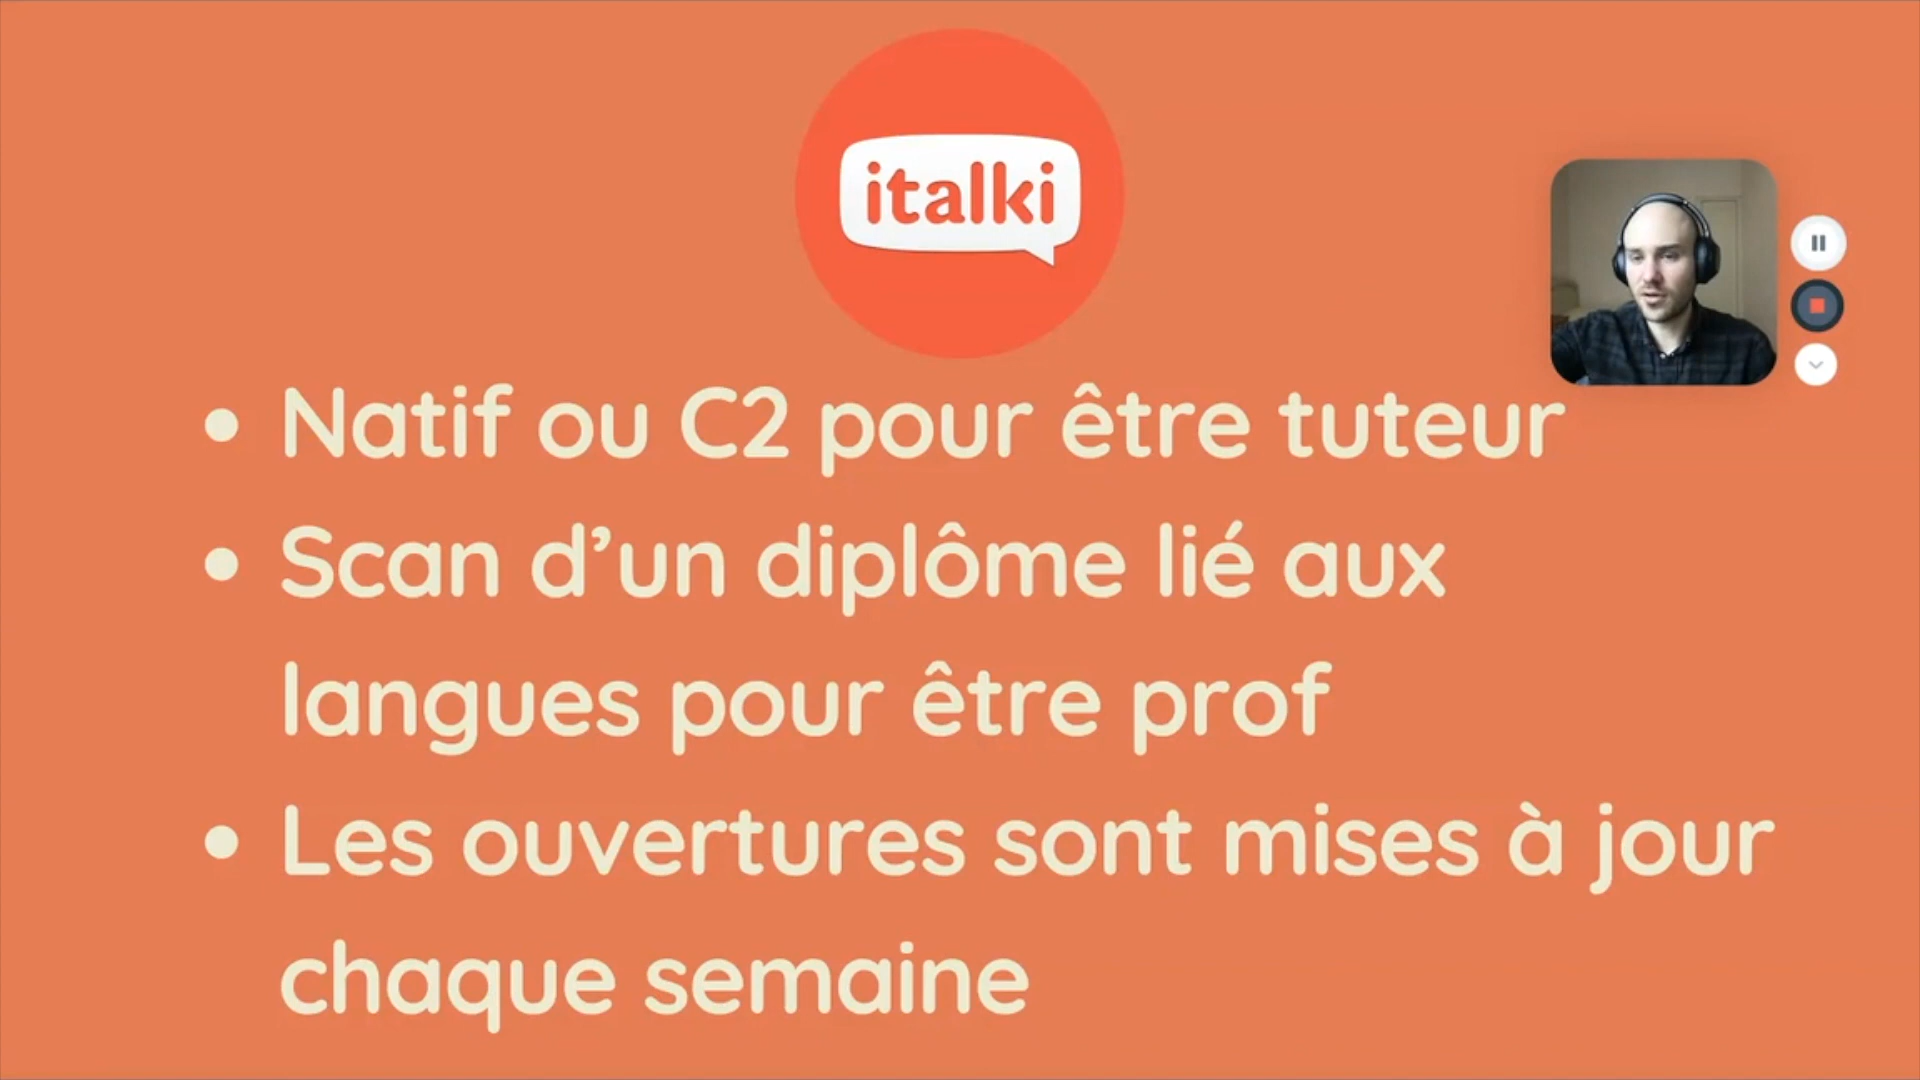 italki
• Natif ou C2 pour être tuteur
• Scan d’un diplôme lié aux
langues pour être prof
• Les ouvertures sont mises à jour
chaque semaine